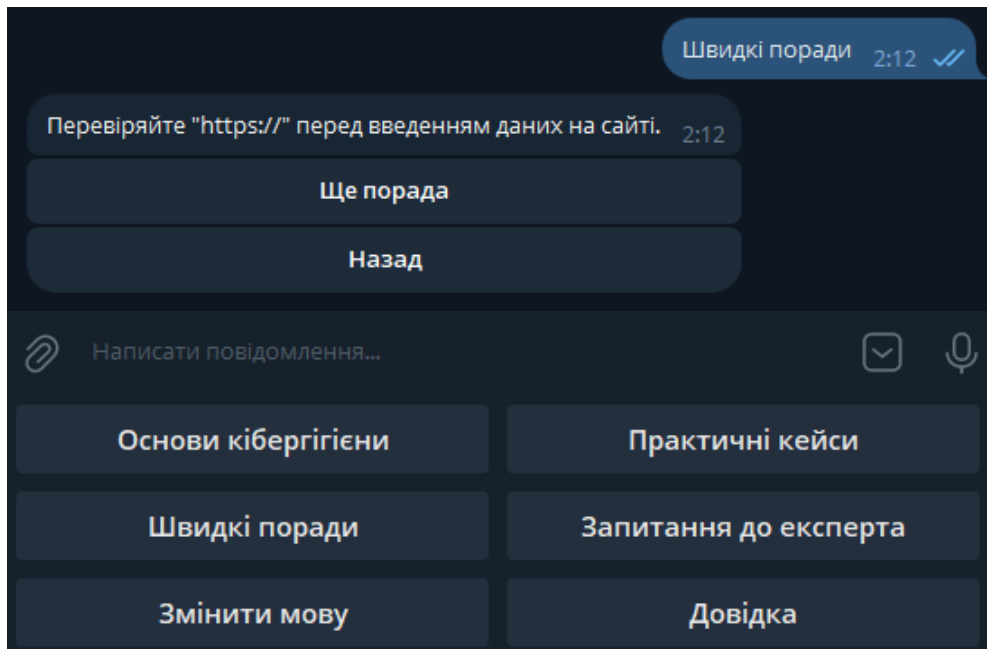 Швидкі поради 2:12
Перевіряйте "https://" перед введенням даних на сайті. 2:12
Ще порада
Назад
Написати повідомлення...
Основи кібергігієни Практичні кейси
Швидкі поради Запитання до експерта
Змінити мову Довідка